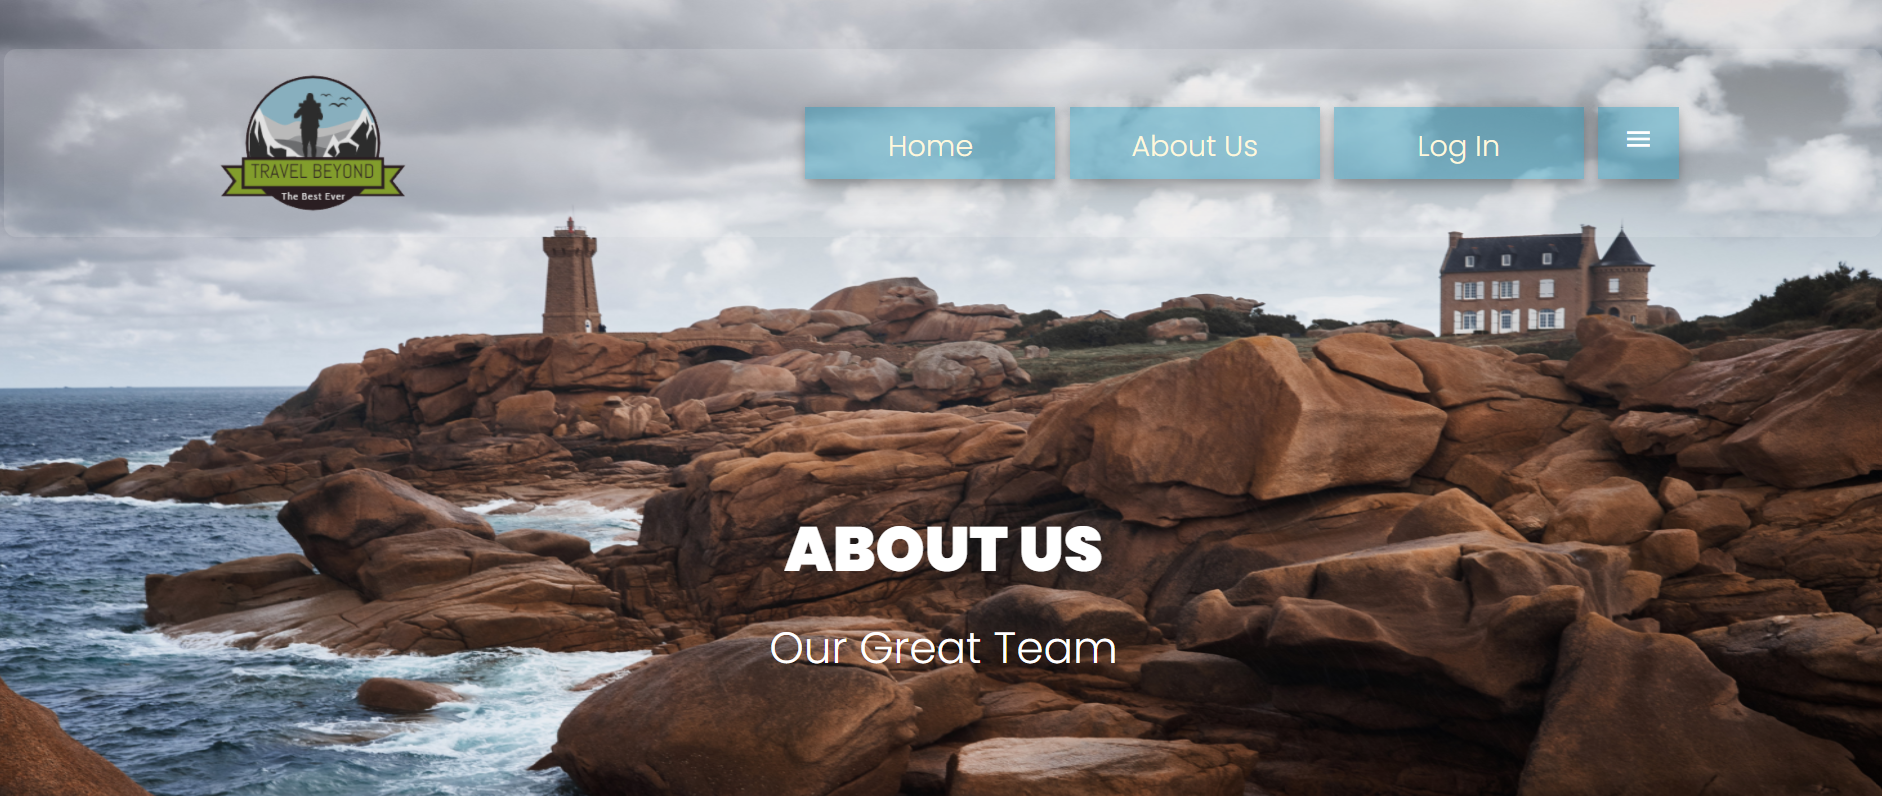 TRAVEL BEYOND
The Best Ever
Home
About Us
Log In
ABOUT US
Our Great Team